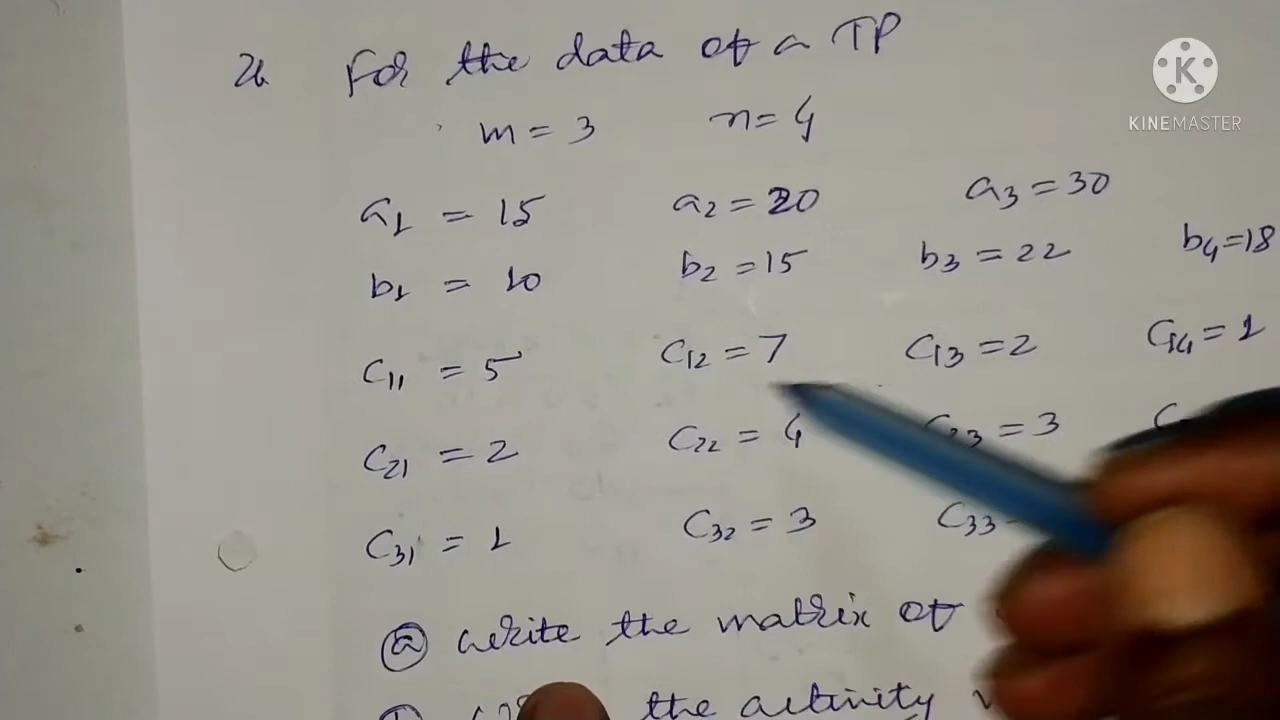 For the data of a TP
K
KINEMASTER
m = 3 n = 4
a1 = 15 a2 = 20 a3 = 30
b1 = 10 b2 = 15 b3 = 22 b4 = 18
C11 = 5 C12 = 7 C13 = 2 C14 = 1
C21 = 2 C22 = 4 = 3
C31 = 1 C32 = 3 C33
ⓐ write the matrix of
the activity